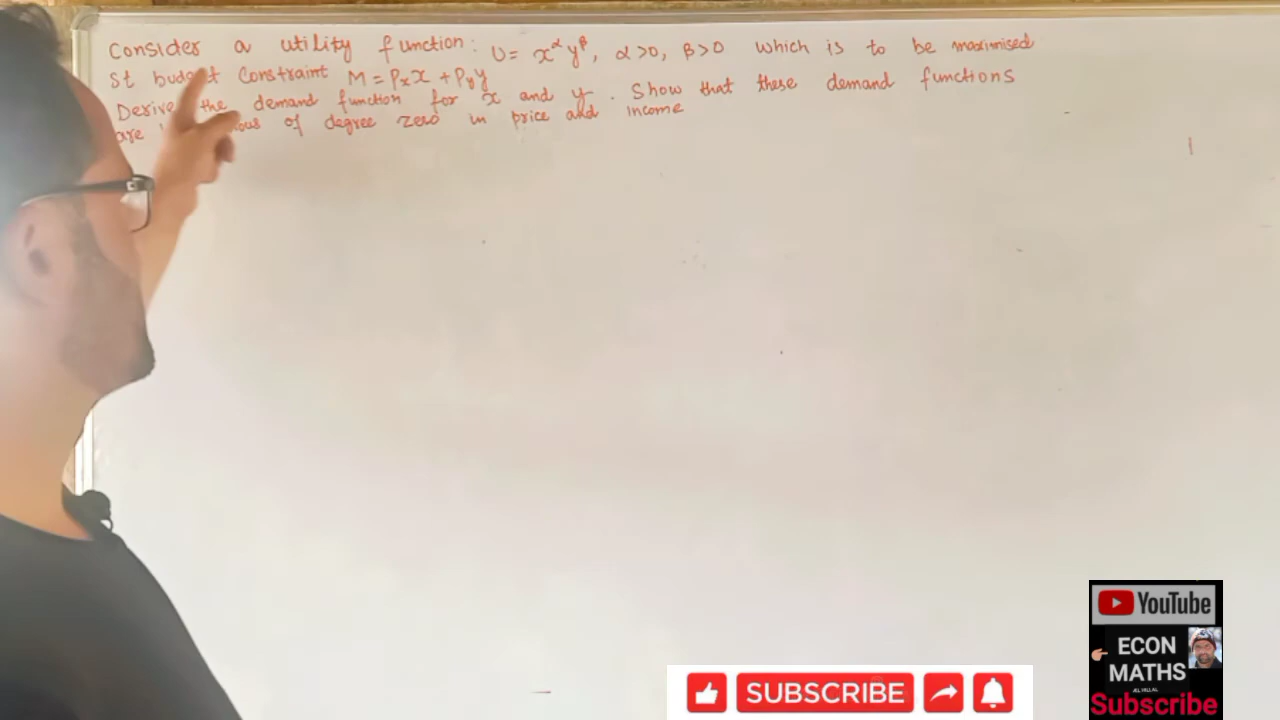 Consider a utility function: U = x^α y^β, α >0, β >0 which is to be maximised
St budget Constraint M = Pₓx + Pᵧy
Derive the demand function for x and y. Show that these demand functions
are of degree zero in price and income
YouTube
ECON
MATHS
Subscribe
SUBSCRIBE